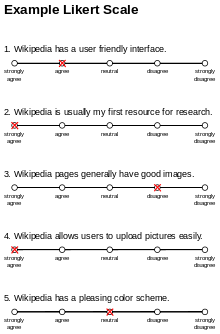 Example Likert Scale
1. Wikipedia has a user friendly interface.
strongly agree agree neutral disagree strongly disagree
2. Wikipedia is usually my first resource for research.
strongly agree agree neutral disagree strongly disagree
3. Wikipedia pages generally have good images.
strongly agree agree neutral disagree strongly disagree
4. Wikipedia allows users to upload pictures easily.
strongly agree agree neutral disagree strongly disagree
5. Wikipedia has a pleasing color scheme.
strongly agree agree neutral disagree strongly disagree